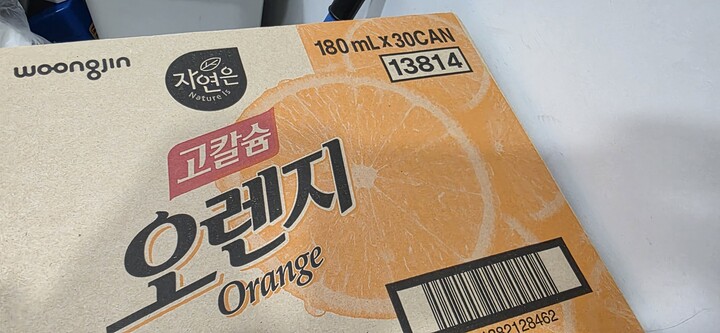 woongjin
자연은
Nature is
180 mL x 30CAN
13814
고칼슘
오렌지
Orange